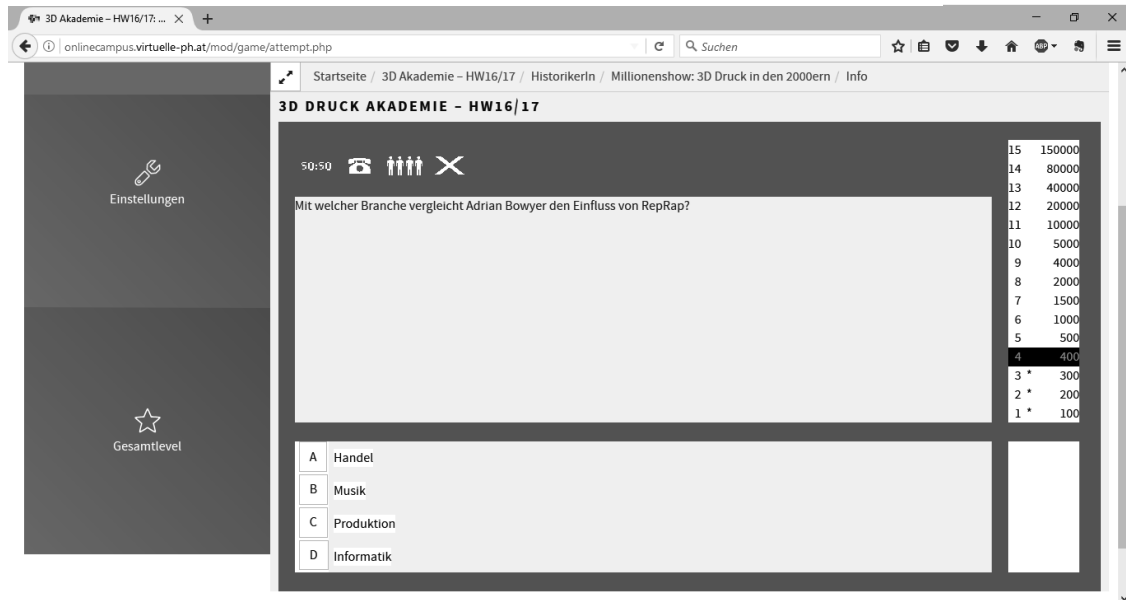 3D Akademie – HW16/17: ...
onlinecampus.virtuelle-ph.at/mod/game/attempt.php
Suchen
ABP
Startseite / 3D Akademie – HW16/17 / HistorikerIn / Millionenshow: 3D Druck in den 2000ern / Info
3D DRUCK AKADEMIE – HW16/17
Einstellungen
Gesamtlevel
50:50
Mit welcher Branche vergleicht Adrian Bowyer den Einfluss von RepRap?
15 150000
14 80000
13 40000
12 20000
11 10000
10 5000
9 4000
8 2000
7 1500
6 1000
5 500
4 400
3 * 300
2 * 200
1 * 100
A Handel
B Musik
C Produktion
D Informatik